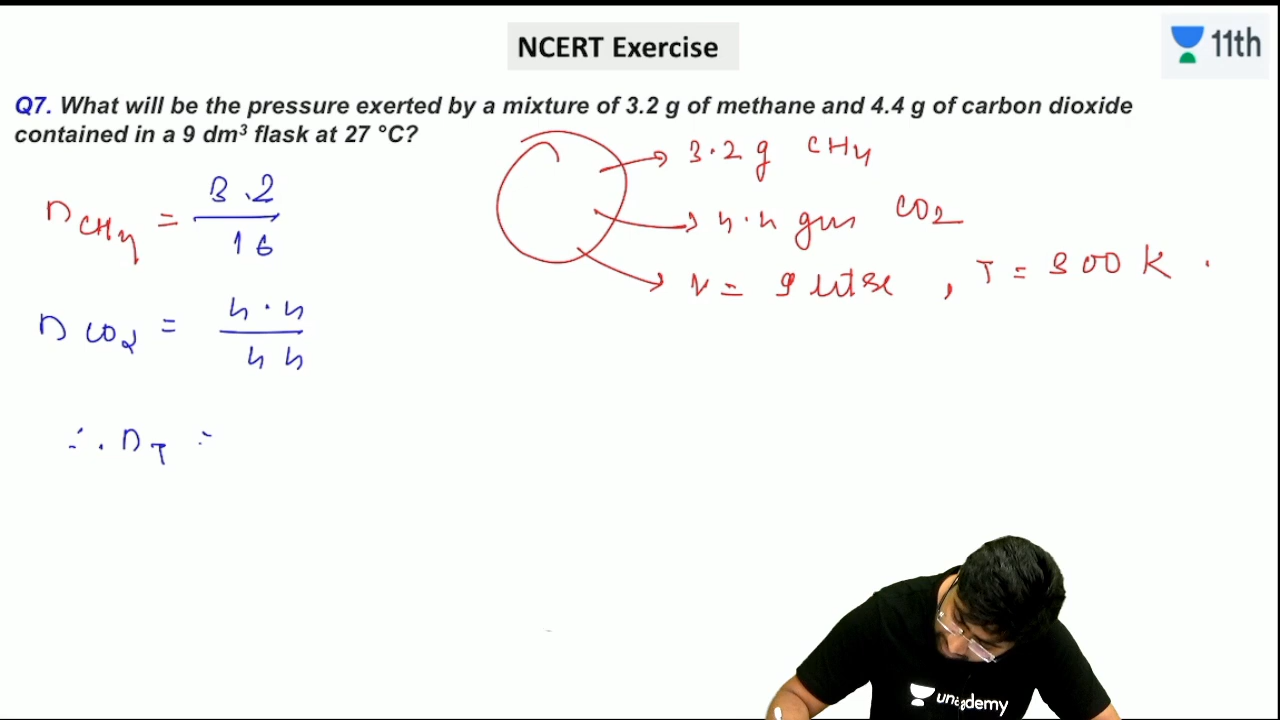 NCERT Exercise
11th
Q7. What will be the pressure exerted by a mixture of 3.2 g of methane and 4.4 g of carbon dioxide
contained in a 9 dm³ flask at 27 °C?
3.2 g CH4
n CH4 = 3.2
16
4.4 gm CO2
V = 9 litre , T = 300 K .
n CO2 = 4.4
44
∴ nT =
unacademy